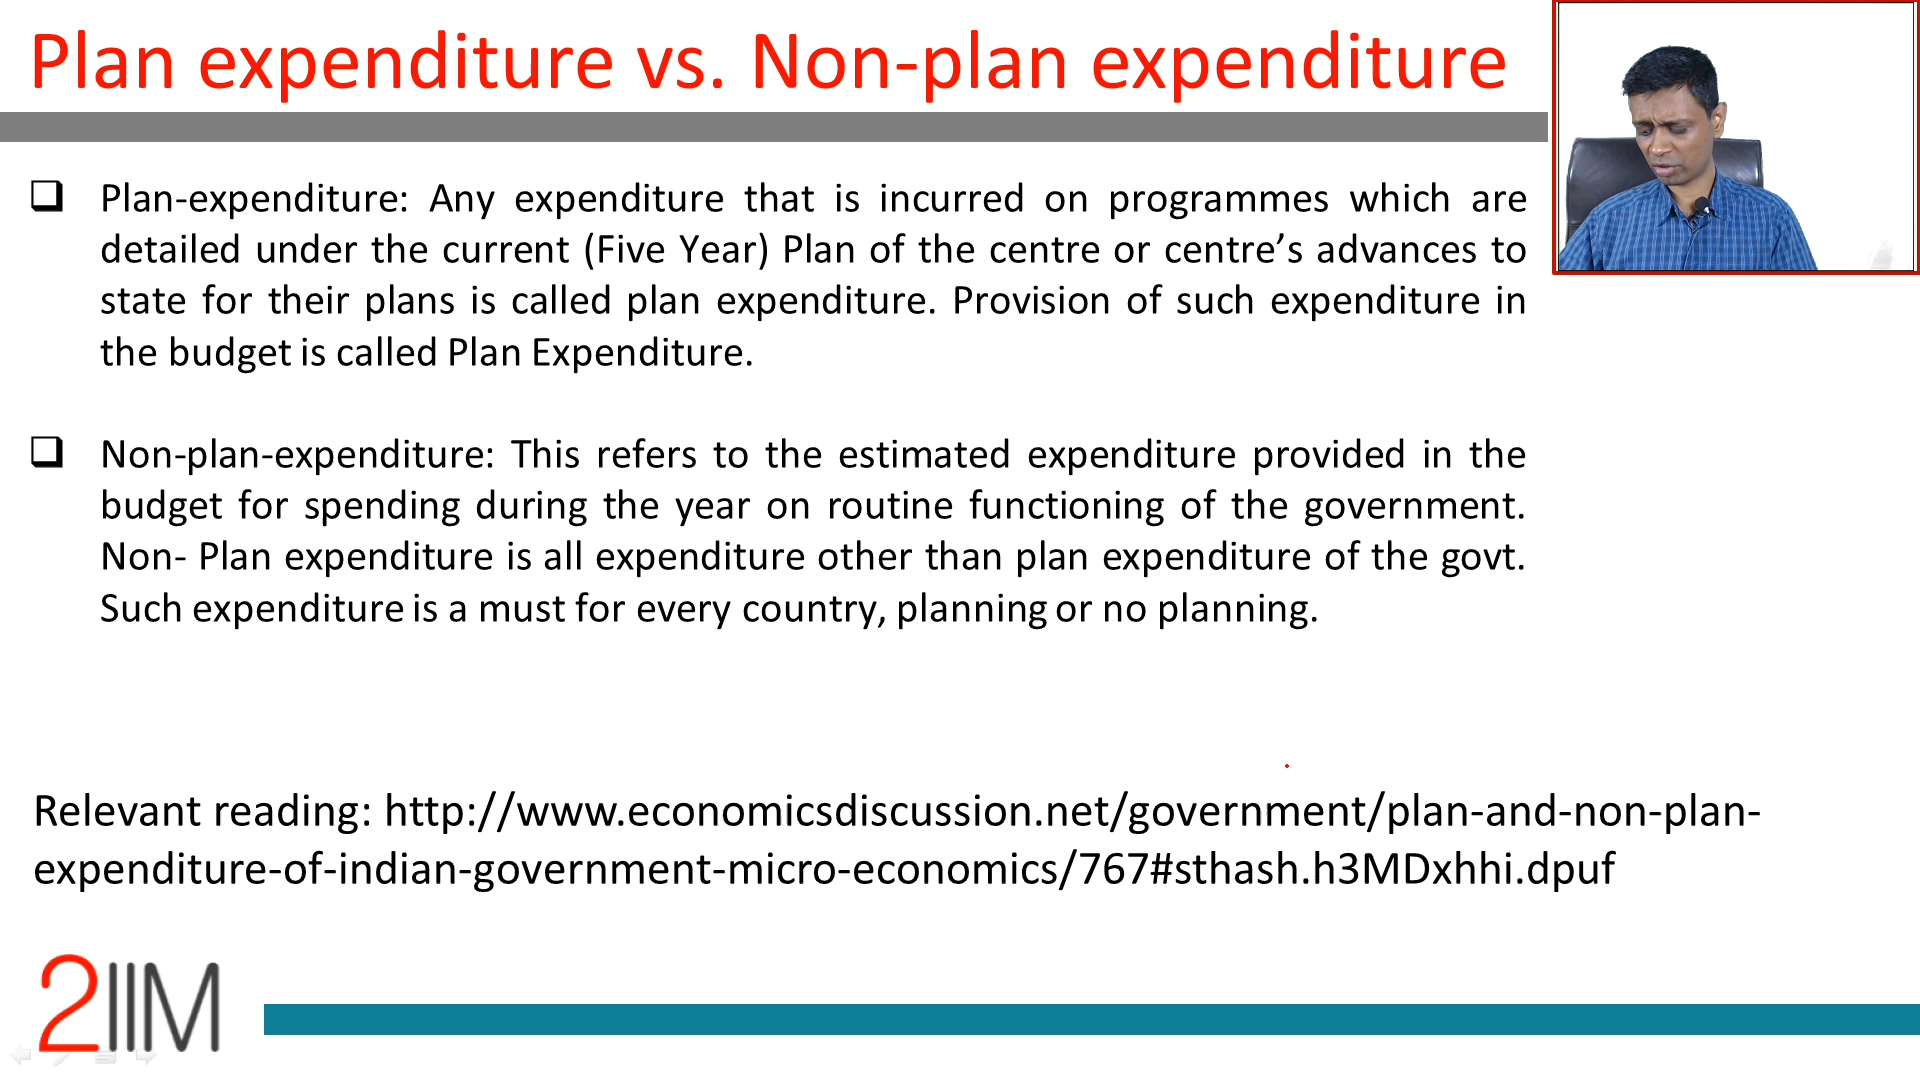 Plan expenditure vs. Non-plan expenditure
Plan-expenditure: Any expenditure that is incurred on programmes which are
detailed under the current (Five Year) Plan of the centre or centre’s advances to
state for their plans is called plan expenditure. Provision of such expenditure in
the budget is called Plan Expenditure.
Non-plan-expenditure: This refers to the estimated expenditure provided in the
budget for spending during the year on routine functioning of the government.
Non- Plan expenditure is all expenditure other than plan expenditure of the govt.
Such expenditure is a must for every country, planning or no planning.
Relevant reading: http://www.economicsdiscussion.net/government/plan-and-non-plan-
expenditure-of-indian-government-micro-economics/767#sthash.h3MDxhhi.dpuf
2IIM